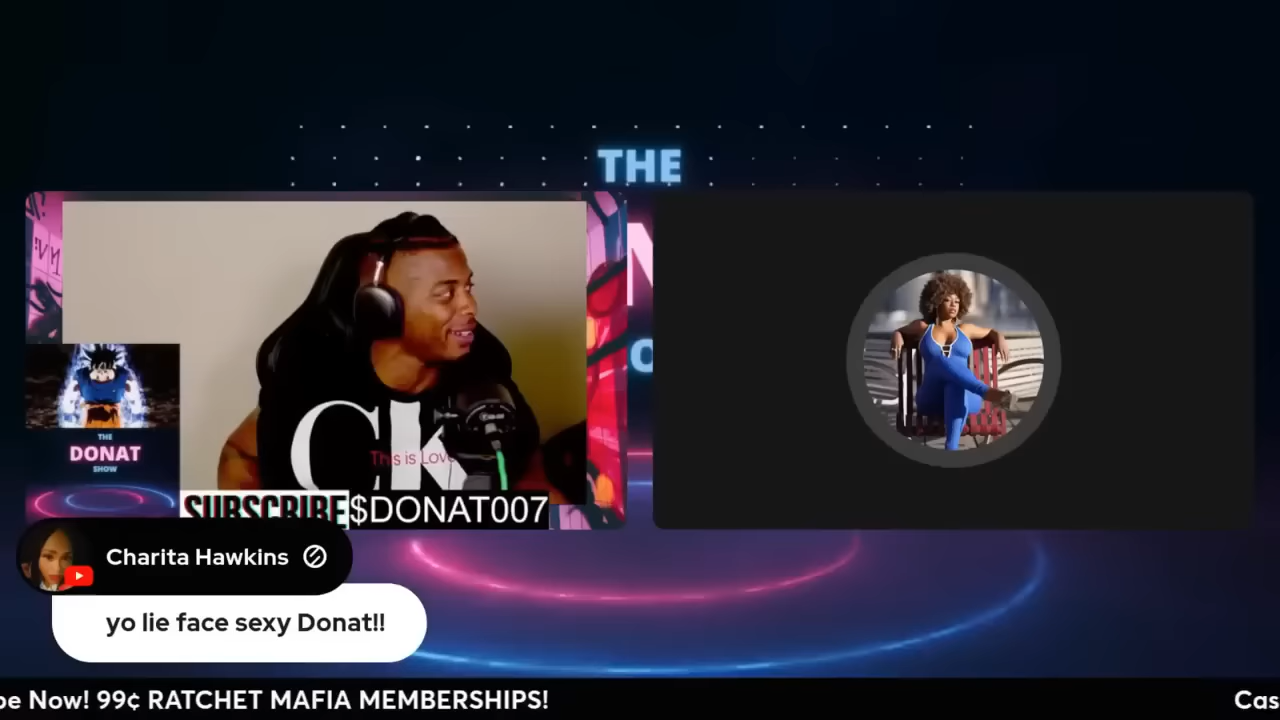 THE
N
O
THE
DONAT
SHOW
CK
This is Love
SUBSCRIBE$DONAT007
Charita Hawkins
yo lie face sexy Donat!!
be Now! 99¢ RATCHET MAFIA MEMBERSHIPS!
Cas